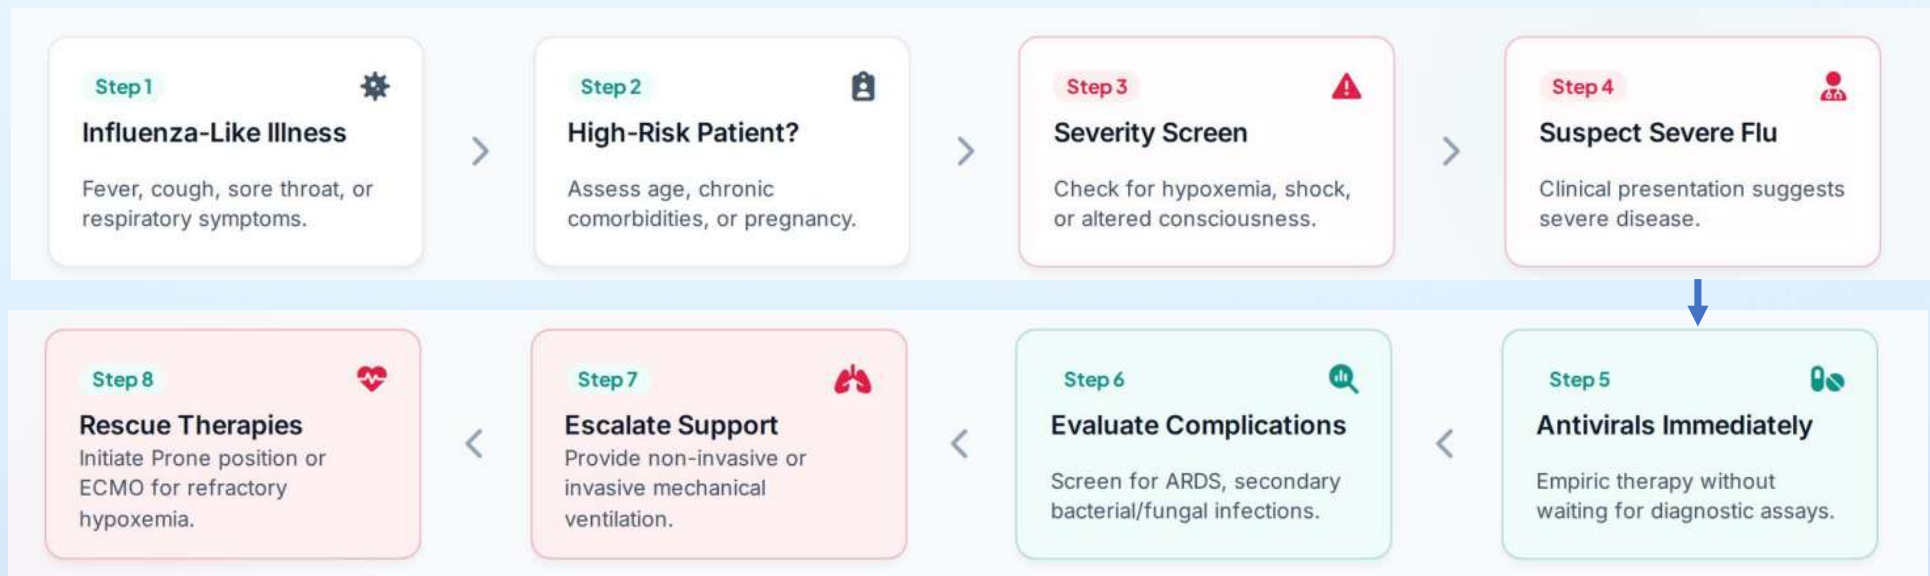 Step 1
Influenza-Like Illness
Fever, cough, sore throat, or
respiratory symptoms.
Step 2
High-Risk Patient?
Assess age, chronic
comorbidities, or pregnancy.
Step 3
Severity Screen
Check for hypoxemia, shock,
or altered consciousness.
Step 4
Suspect Severe Flu
Clinical presentation suggests
severe disease.
Step 5
Antivirals Immediately
Empiric therapy without
waiting for diagnostic assays.
Step 6
Evaluate Complications
Screen for ARDS, secondary
bacterial/fungal infections.
Step 7
Escalate Support
Provide non-invasive or
invasive mechanical
ventilation.
Step 8
Rescue Therapies
Initiate Prone position or
ECMO for refractory
hypoxemia.